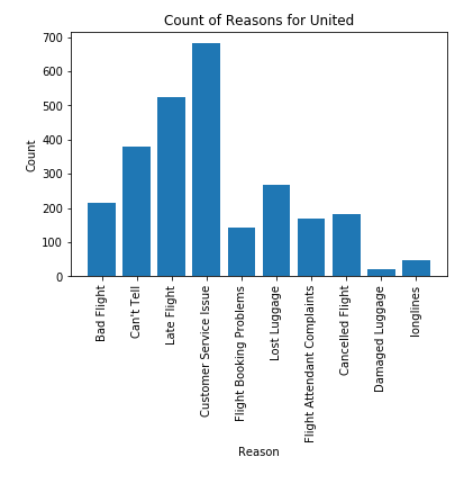 Count of Reasons for United
Count
700
600
500
400
300
200
100
0
Bad Flight
Can't Tell
Late Flight
Customer Service Issue
Flight Booking Problems
Lost Luggage
Flight Attendant Complaints
Cancelled Flight
Damaged Luggage
longlines
Reason